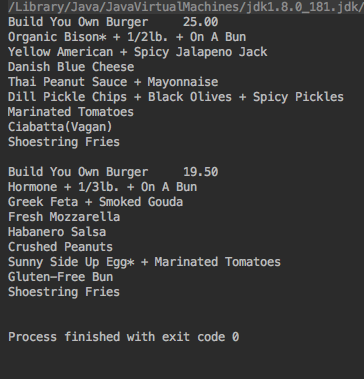 /Library/Java/JavaVirtualMachines/jdk1.8.0_181.jdk/
Build You Own Burger     25.00
Organic Bison* + 1/2lb. + On A Bun
Yellow American + Spicy Jalapeno Jack
Danish Blue Cheese
Thai Peanut Sauce + Mayonnaise
Dill Pickle Chips + Black Olives + Spicy Pickles
Marinated Tomatoes
Ciabatta(Vagan)
Shoestring Fries

Build You Own Burger     19.50
Hormone + 1/3lb. + On A Bun
Greek Feta + Smoked Gouda
Fresh Mozzarella
Habanero Salsa
Crushed Peanuts
Sunny Side Up Egg* + Marinated Tomatoes
Gluten-Free Bun
Shoestring Fries

Process finished with exit code 0